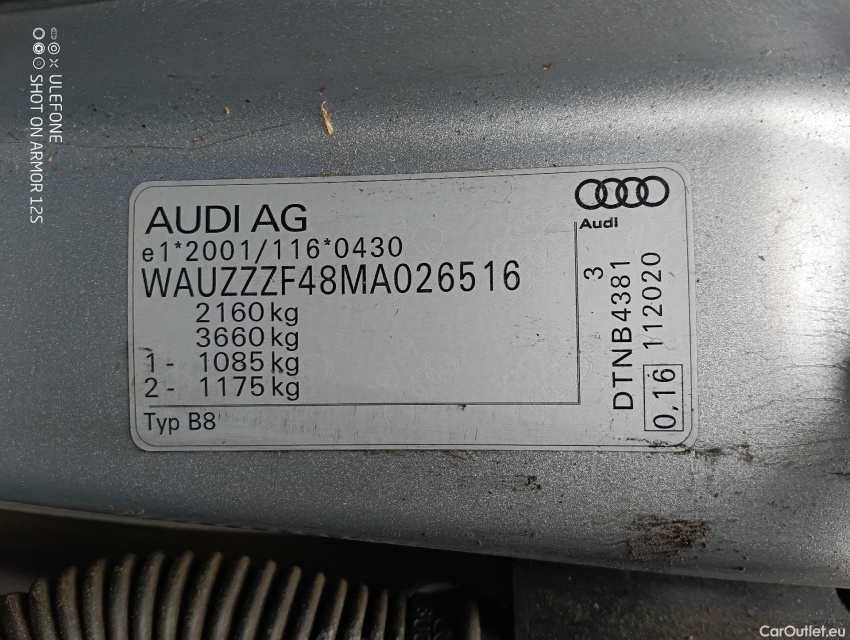 AUDI AG
e1*2001/116*0430
WAUZZZF48MA026516
2160 kg
3660 kg
1 - 1085 kg
2 - 1175 kg
Typ B8
Audi
3
DTNB4381
0,16 112020
ULEFONE
SHOT ON ARMOR 12S
CarOutlet.eu